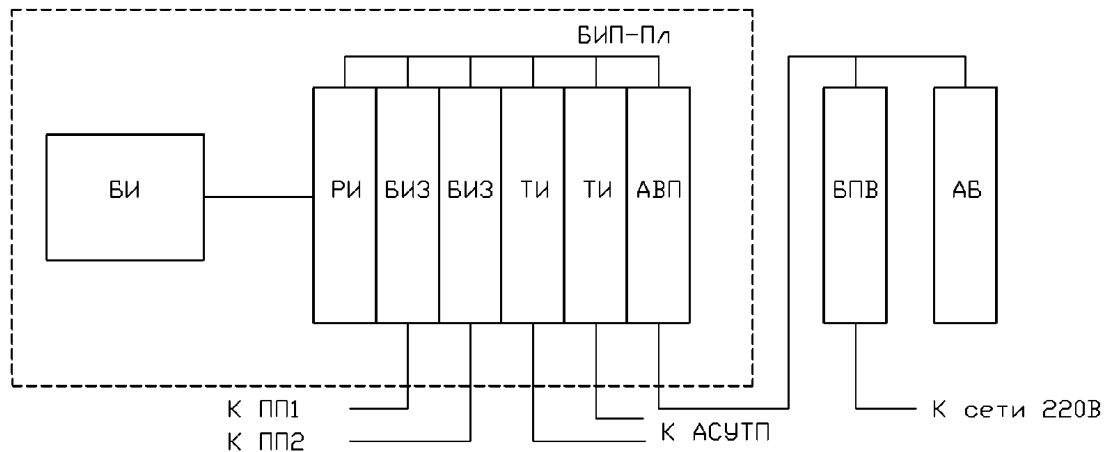 БИП-Пл
БИ
РИ
БИЗ
БИЗ
ТИ
ТИ
АВП
БПВ
АБ
К ПП1
К ПП2
К АСУТП
К сети 220В